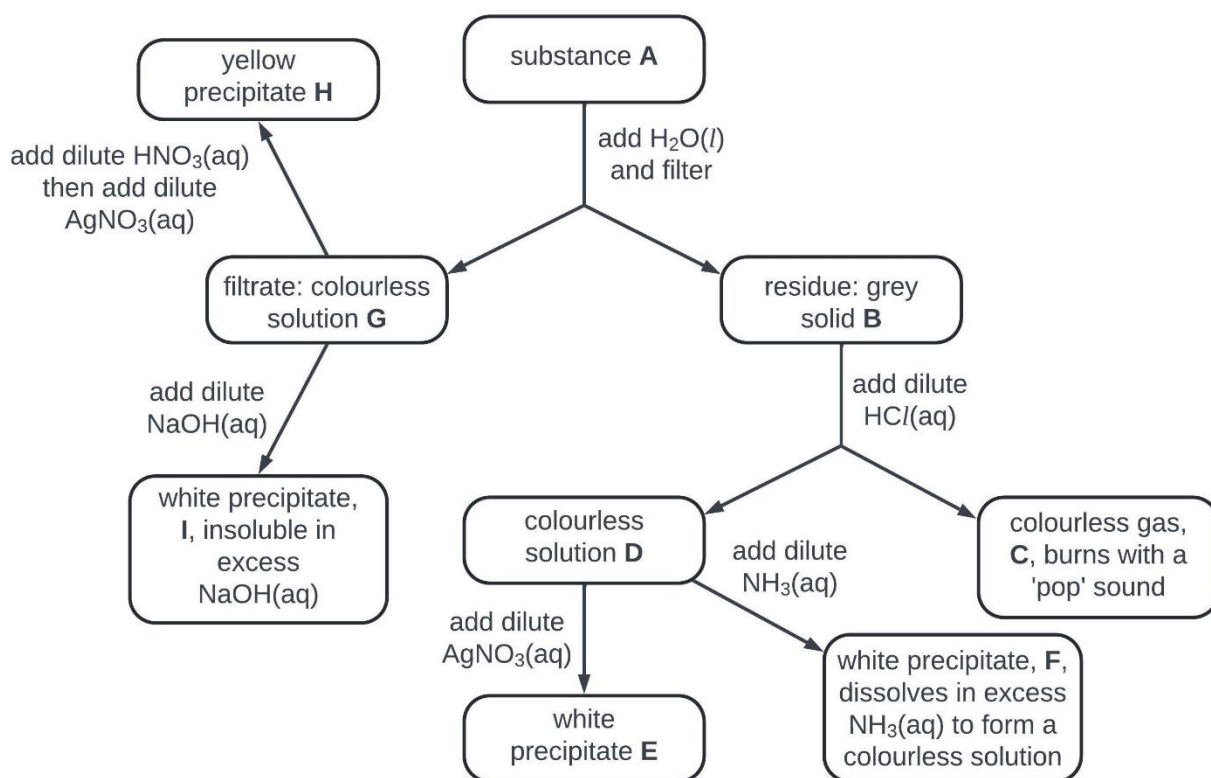 substance A
add H₂O(l)
and filter
yellow
precipitate H
add dilute HNO₃(aq)
then add dilute
AgNO₃(aq)
filtrate: colourless
solution G
add dilute
NaOH(aq)
white precipitate,
I, insoluble in
excess
NaOH(aq)
residue: grey
solid B
add dilute
HCl(aq)
colourless
solution D
add dilute
AgNO₃(aq)
white
precipitate E
add dilute
NH₃(aq)
white precipitate, F,
dissolves in excess
NH₃(aq) to form a
colourless solution
colourless gas,
C, burns with a
'pop' sound